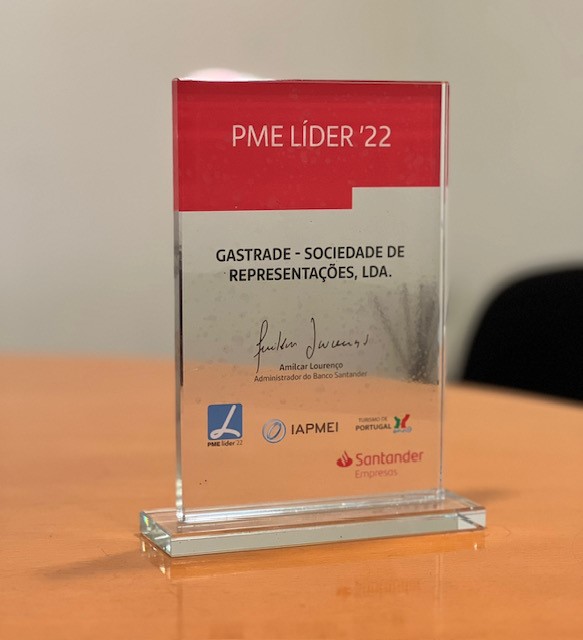 PME LÍDER '22
GASTRADE - SOCIEDADE DE
REPRESENTAÇÕES, LDA.
Amílcar Lourenço
Administrador do Banco Santander
PME líder'22
IAPMEI
TURISMO DE
PORTUGAL
Santander
Empresas